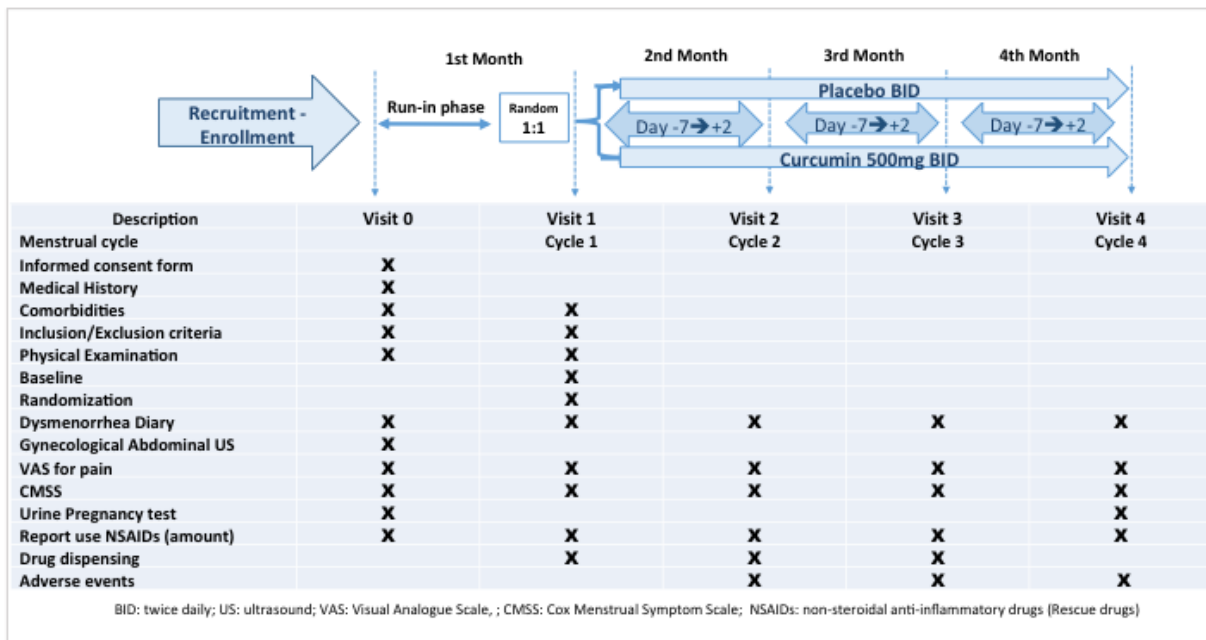 1st Month 2nd Month 3rd Month 4th Month
Placebo BID
Recruitment -
Enrollment
Run-in phase
Random
1:1
Day -7➔+2 Day -7➔+2 Day -7➔+2
Curcumin 500mg BID
Description Visit 0 Visit 1 Visit 2 Visit 3 Visit 4
Menstrual cycle Cycle 1 Cycle 2 Cycle 3 Cycle 4
Informed consent form X
Medical History X
Comorbidities X X
Inclusion/Exclusion criteria X X
Physical Examination X X
Baseline X
Randomization X
Dysmenorrhea Diary X X X X X
Gynecological Abdominal US X
VAS for pain X X X X X
CMSS X X X X X
Urine Pregnancy test X X
Report use NSAIDs (amount) X X X X X
Drug dispensing X X X
Adverse events X X X
BID: twice daily; US: ultrasound; VAS: Visual Analogue Scale, ; CMSS: Cox Menstrual Symptom Scale; NSAIDs: non-steroidal anti-inflammatory drugs (Rescue drugs)